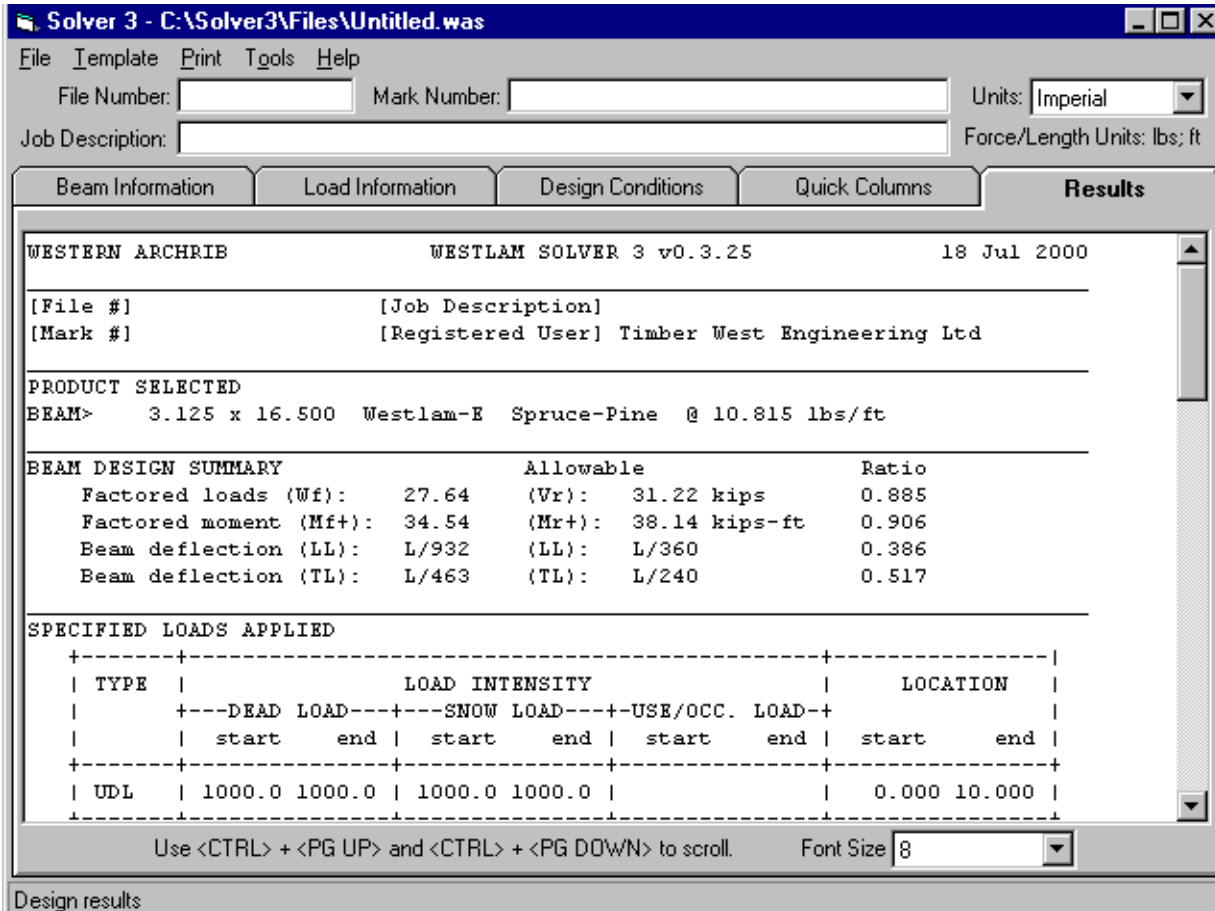 Solver 3 - C:\Solver3\Files\Untitled.was
File Template Print Tools Help
File Number: Mark Number: Units: Imperial
Job Description: Force/Length Units: lbs; ft
Beam Information Load Information Design Conditions Quick Columns Results
WESTERN ARCHRIB WESTLAM SOLVER 3 v0.3.25 18 Jul 2000
[File #] [Job Description]
[Mark #] [Registered User] Timber West Engineering Ltd
PRODUCT SELECTED
BEAM> 3.125 x 16.500 Westlam-E Spruce-Pine @ 10.815 lbs/ft
BEAM DESIGN SUMMARY Allowable Ratio
Factored loads (Wf): 27.64 (Vr): 31.22 kips 0.885
Factored moment (Mf+): 34.54 (Mr+): 38.14 kips-ft 0.906
Beam deflection (LL): L/932 (LL): L/360 0.386
Beam deflection (TL): L/463 (TL): L/240 0.517
SPECIFIED LOADS APPLIED
+-------+---------------------------------------------------+----------------|
| TYPE | LOAD INTENSITY | LOCATION |
| +---DEAD LOAD---+---SNOW LOAD---+-USE/OCC. LOAD-+ |
| | start end | start end | start end | start end |
+-------+---------------+---------------+---------------+----------------+
| UDL | 1000.0 1000.0 | 1000.0 1000.0 | | 0.000 10.000 |
Use <CTRL> + <PG UP> and <CTRL> + <PG DOWN> to scroll. Font Size 8
Design results